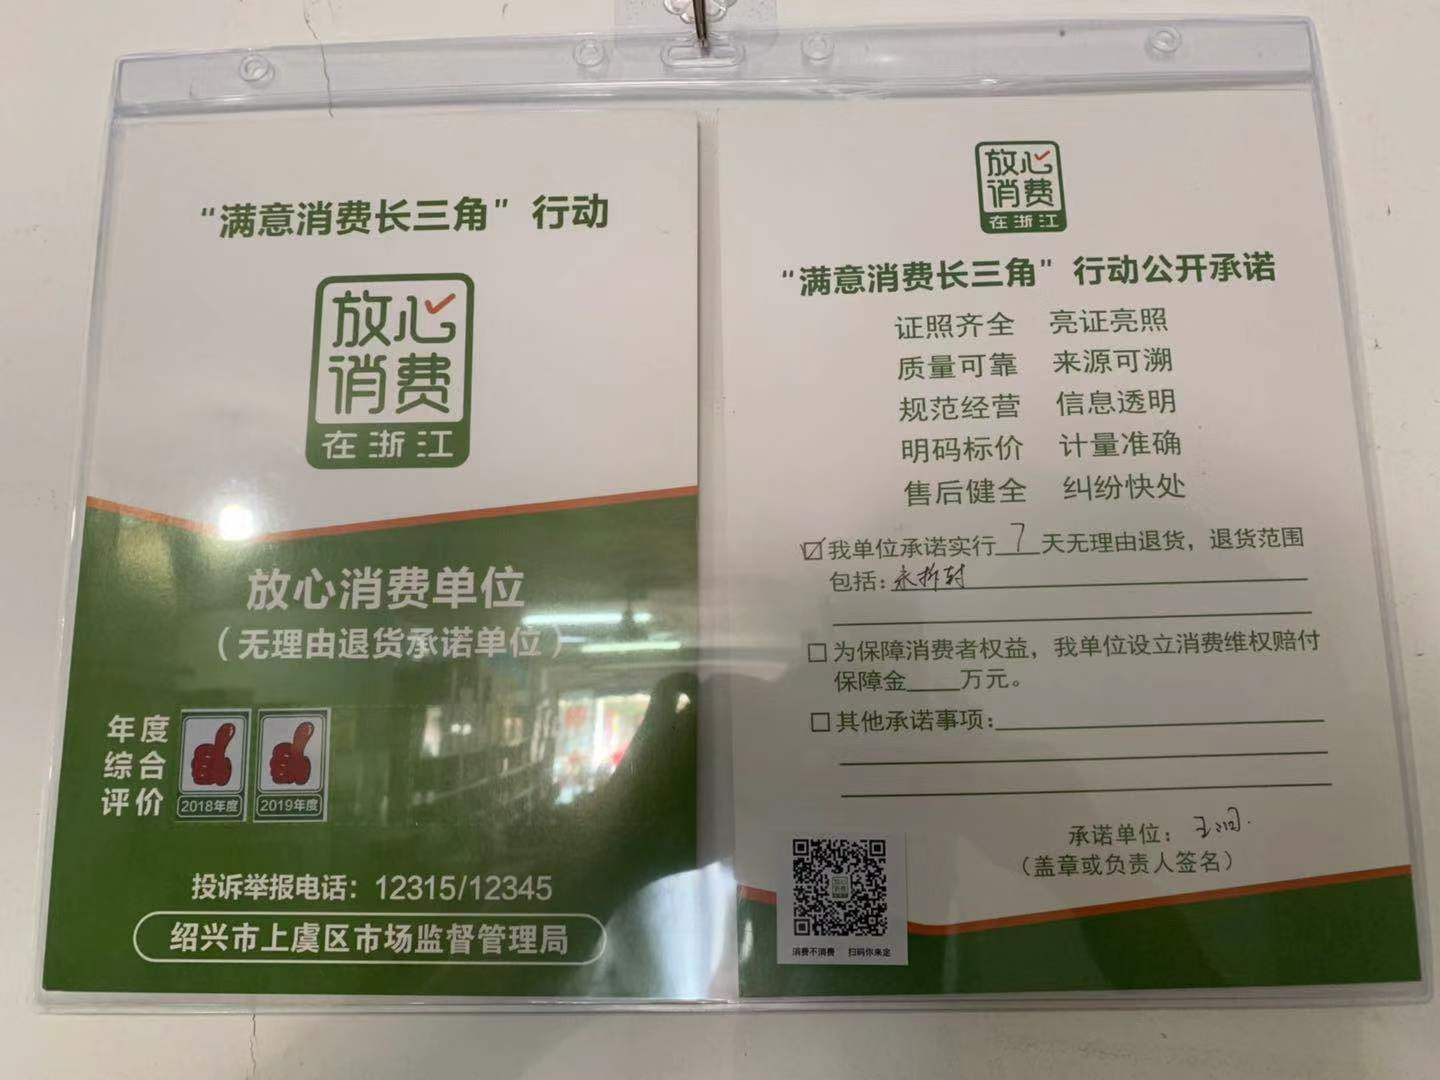 “满意消费长三角”行动
放心
消费
在浙江
放心消费单位
（无理由退货承诺单位）
年度
综合
评价
2018年度 2019年度
投诉举报电话：12315/12345
绍兴市上虞区市场监督管理局
放心
消费
在浙江
“满意消费长三角”行动公开承诺
证照齐全 亮证亮照
质量可靠 来源可溯
规范经营 信息透明
明码标价 计量准确
售后健全 纠纷快处
☑我单位承诺实行7天无理由退货，退货范围
包括：未拆封
□为保障消费者权益，我单位设立消费维权赔付
保障金____万元。
□其他承诺事项：
承诺单位：
（盖章或负责人签名）
消费不消费 扫码你来定